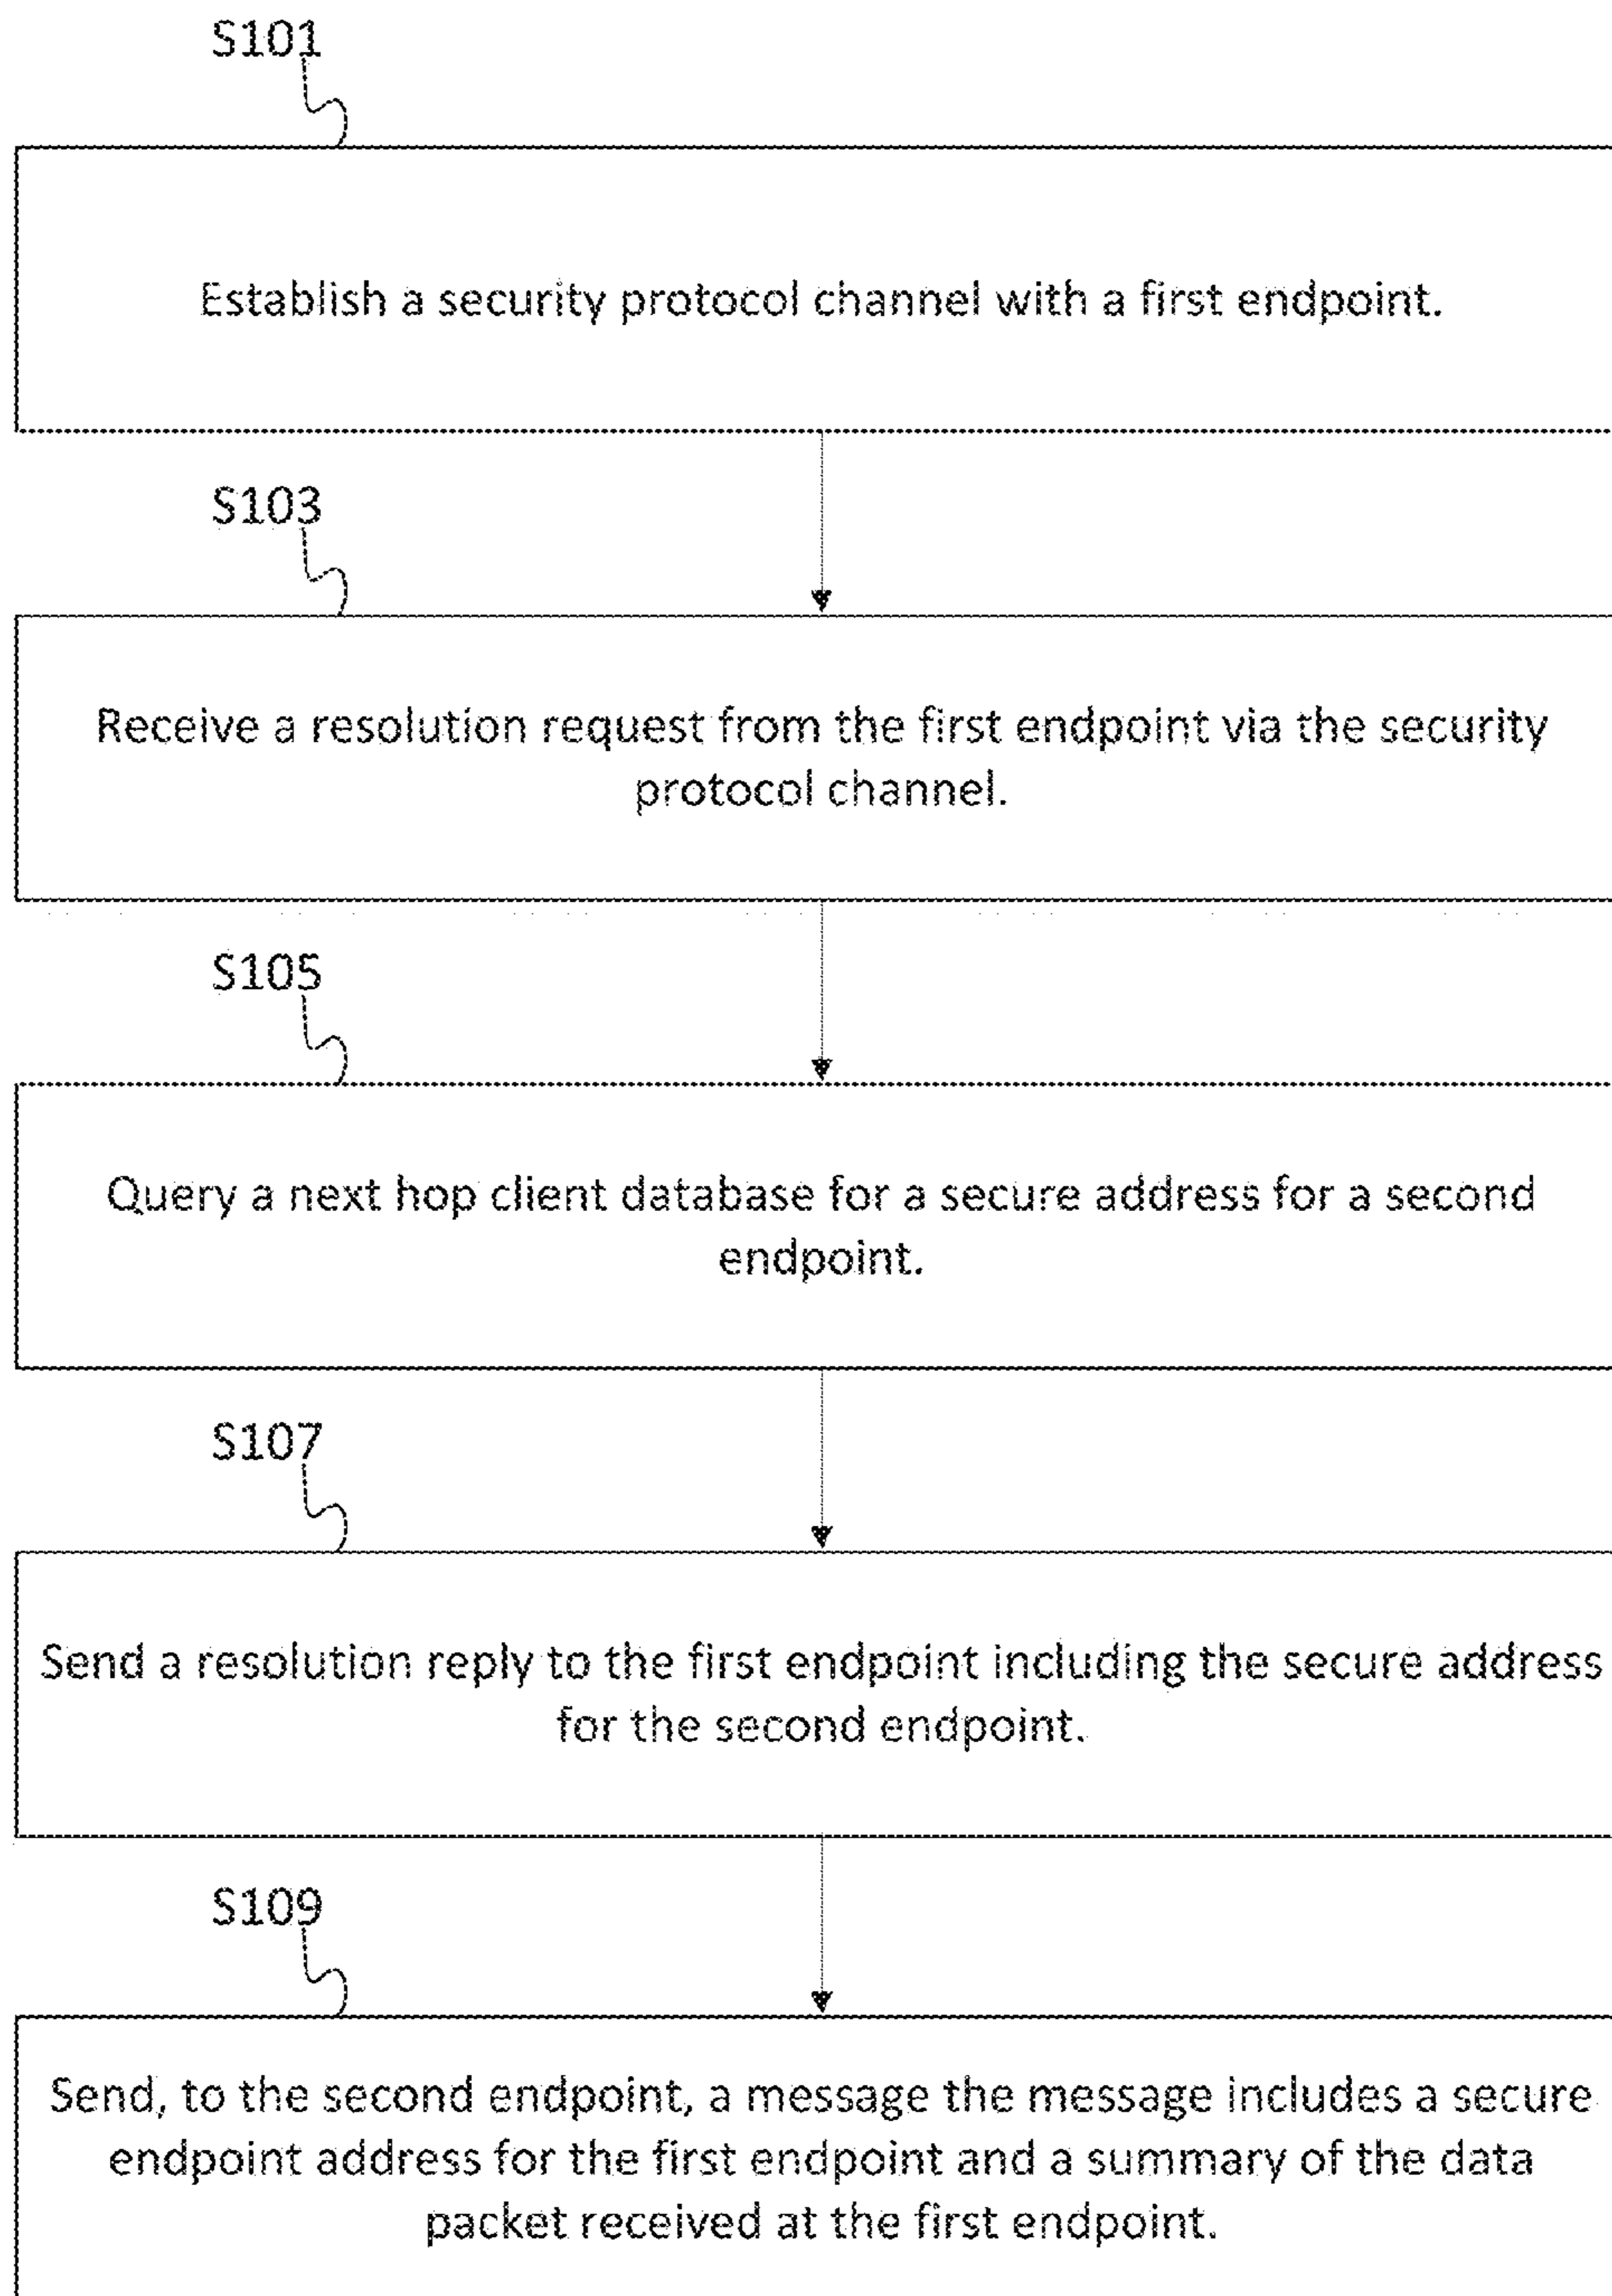 S101
Establish a security protocol channel with a first endpoint.
S103
Receive a resolution request from the first endpoint via the security
protocol channel.
S105
Query a next hop client database for a secure address for a second
endpoint.
S107
Send a resolution reply to the first endpoint including the secure address
for the second endpoint.
S109
Send, to the second endpoint, a message the message includes a secure
endpoint address for the first endpoint and a summary of the data
packet received at the first endpoint.